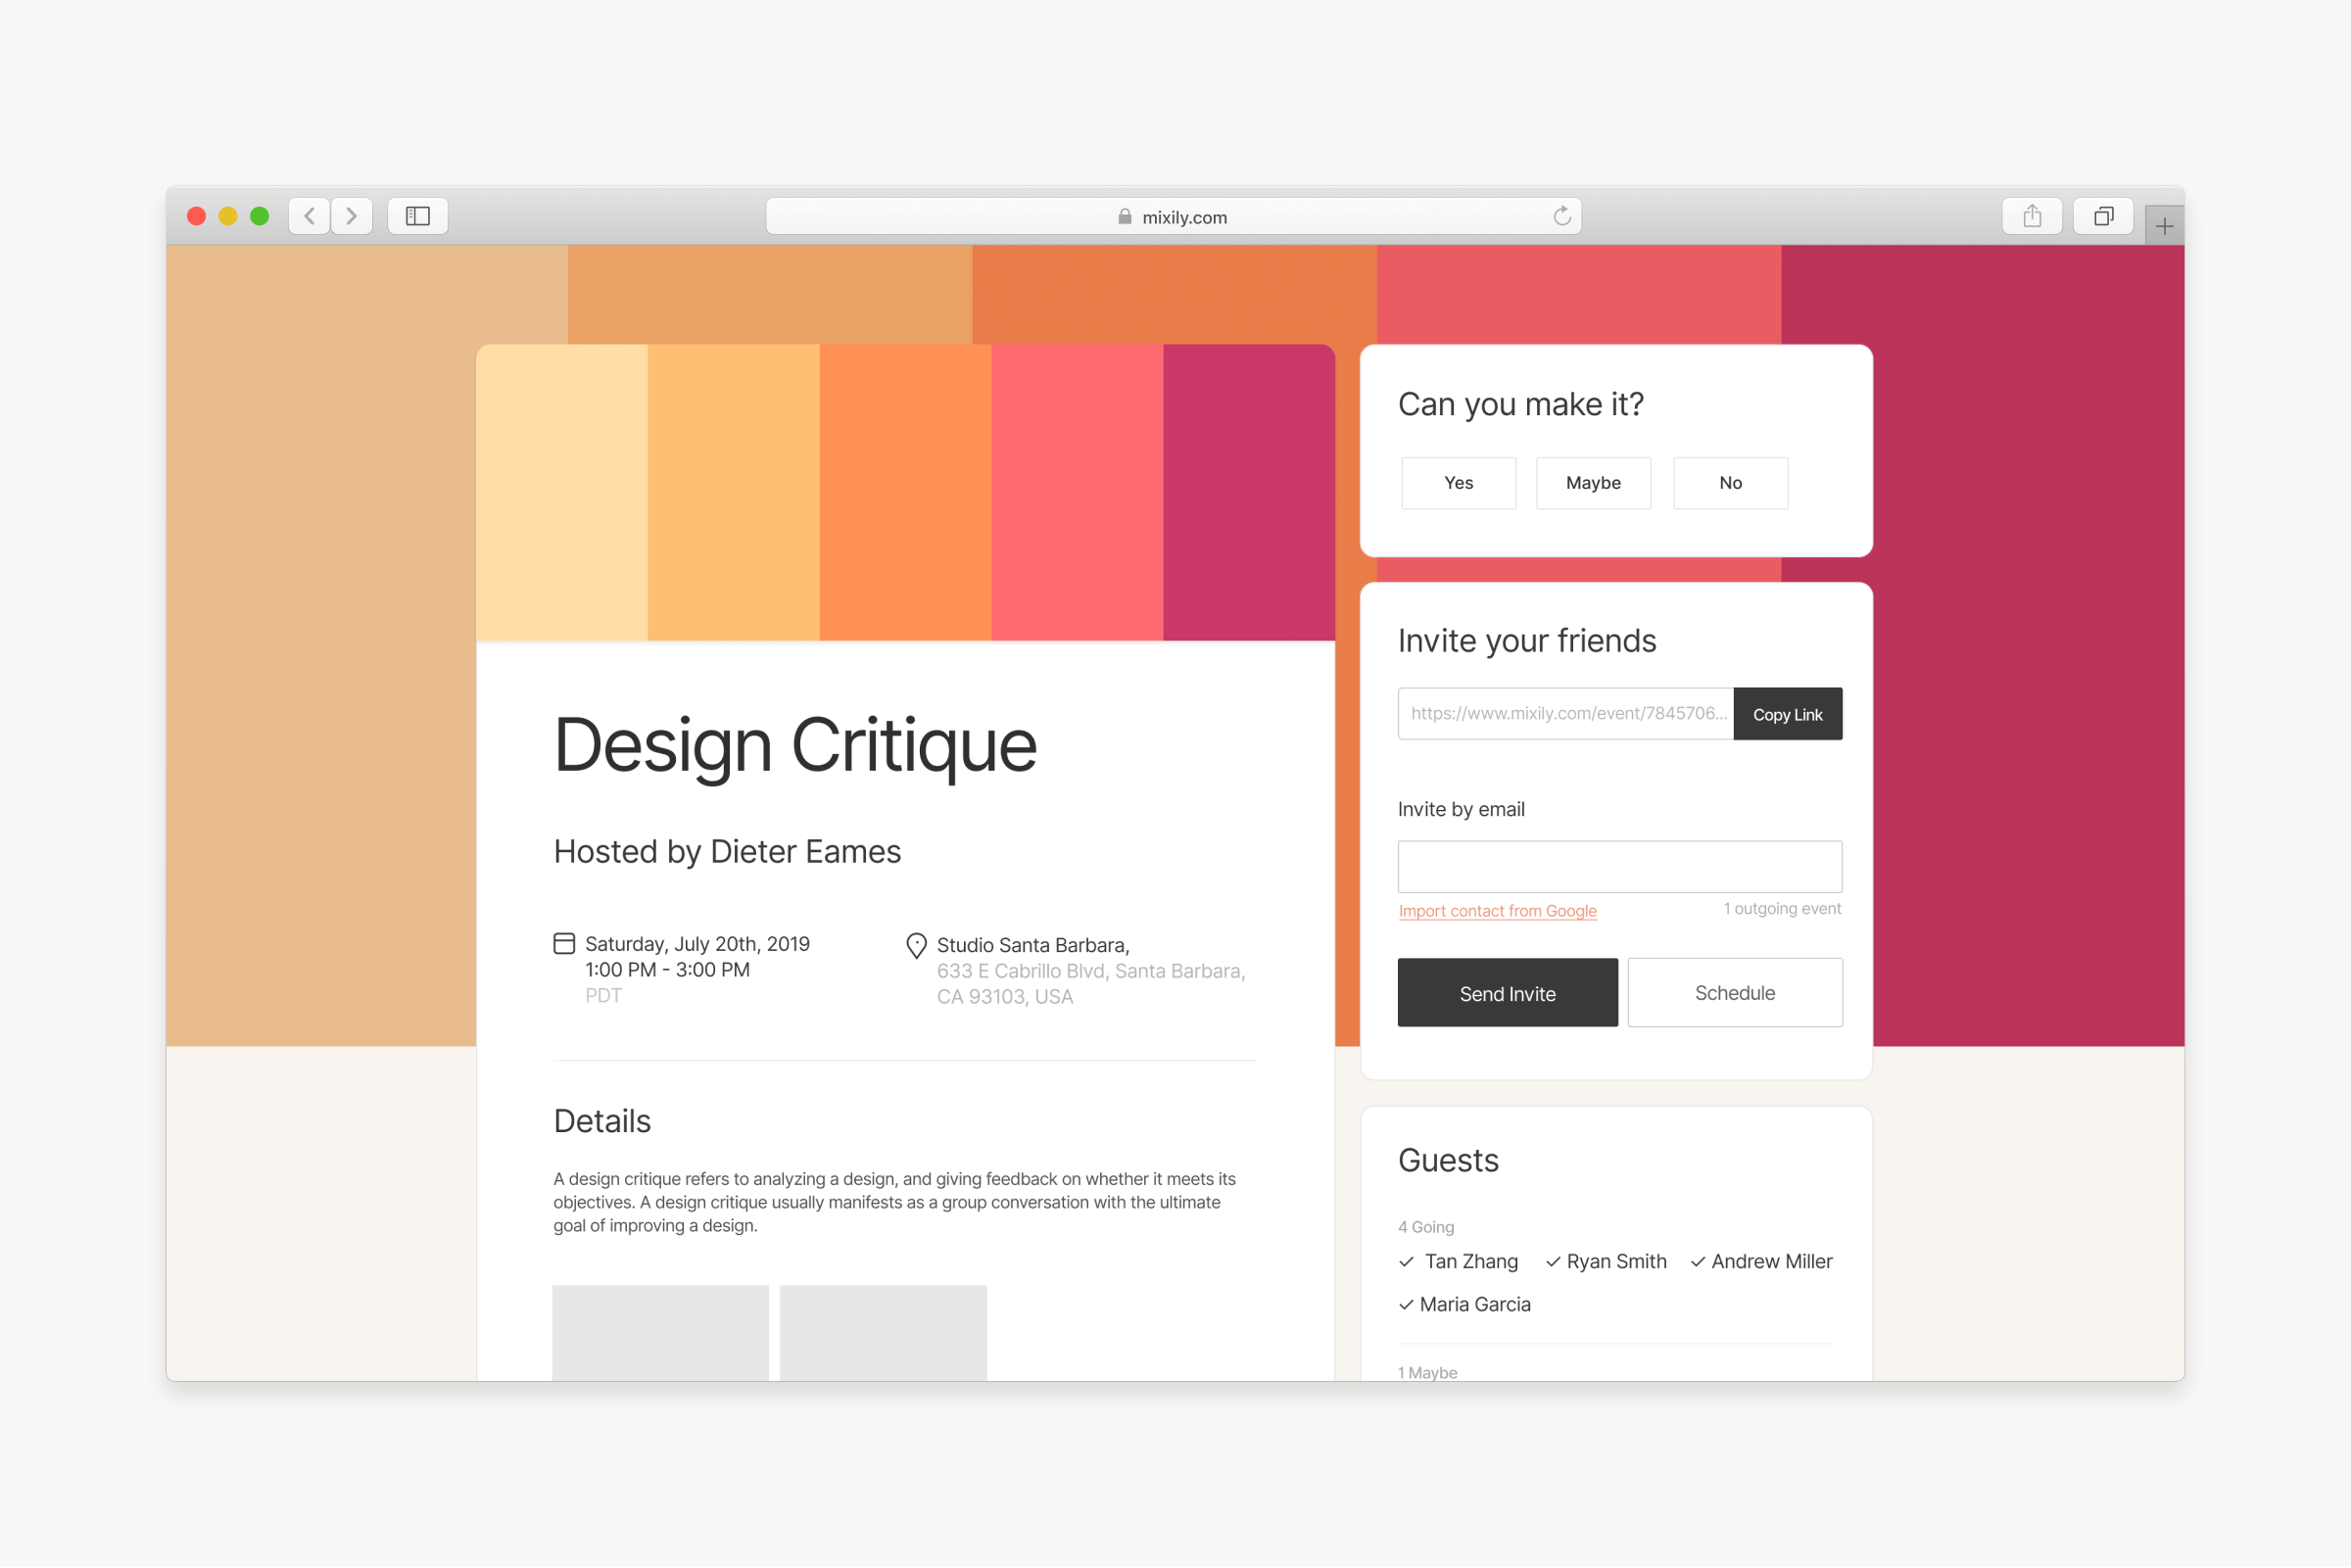 mixily.com
Design Critique
Hosted by Dieter Eames
Saturday, July 20th, 2019
1:00 PM - 3:00 PM
PDT
Studio Santa Barbara,
633 E Cabrillo Blvd, Santa Barbara,
CA 93103, USA
Details
A design critique refers to analyzing a design, and giving feedback on whether it meets its
objectives. A design critique usually manifests as a group conversation with the ultimate
goal of improving a design.
Can you make it?
Yes Maybe No
Invite your friends
https://www.mixily.com/event/7845706... Copy Link
Invite by email
Import contact from Google 1 outgoing event
Send Invite Schedule
Guests
4 Going
Tan Zhang Ryan Smith Andrew Miller
Maria Garcia
1 Maybe